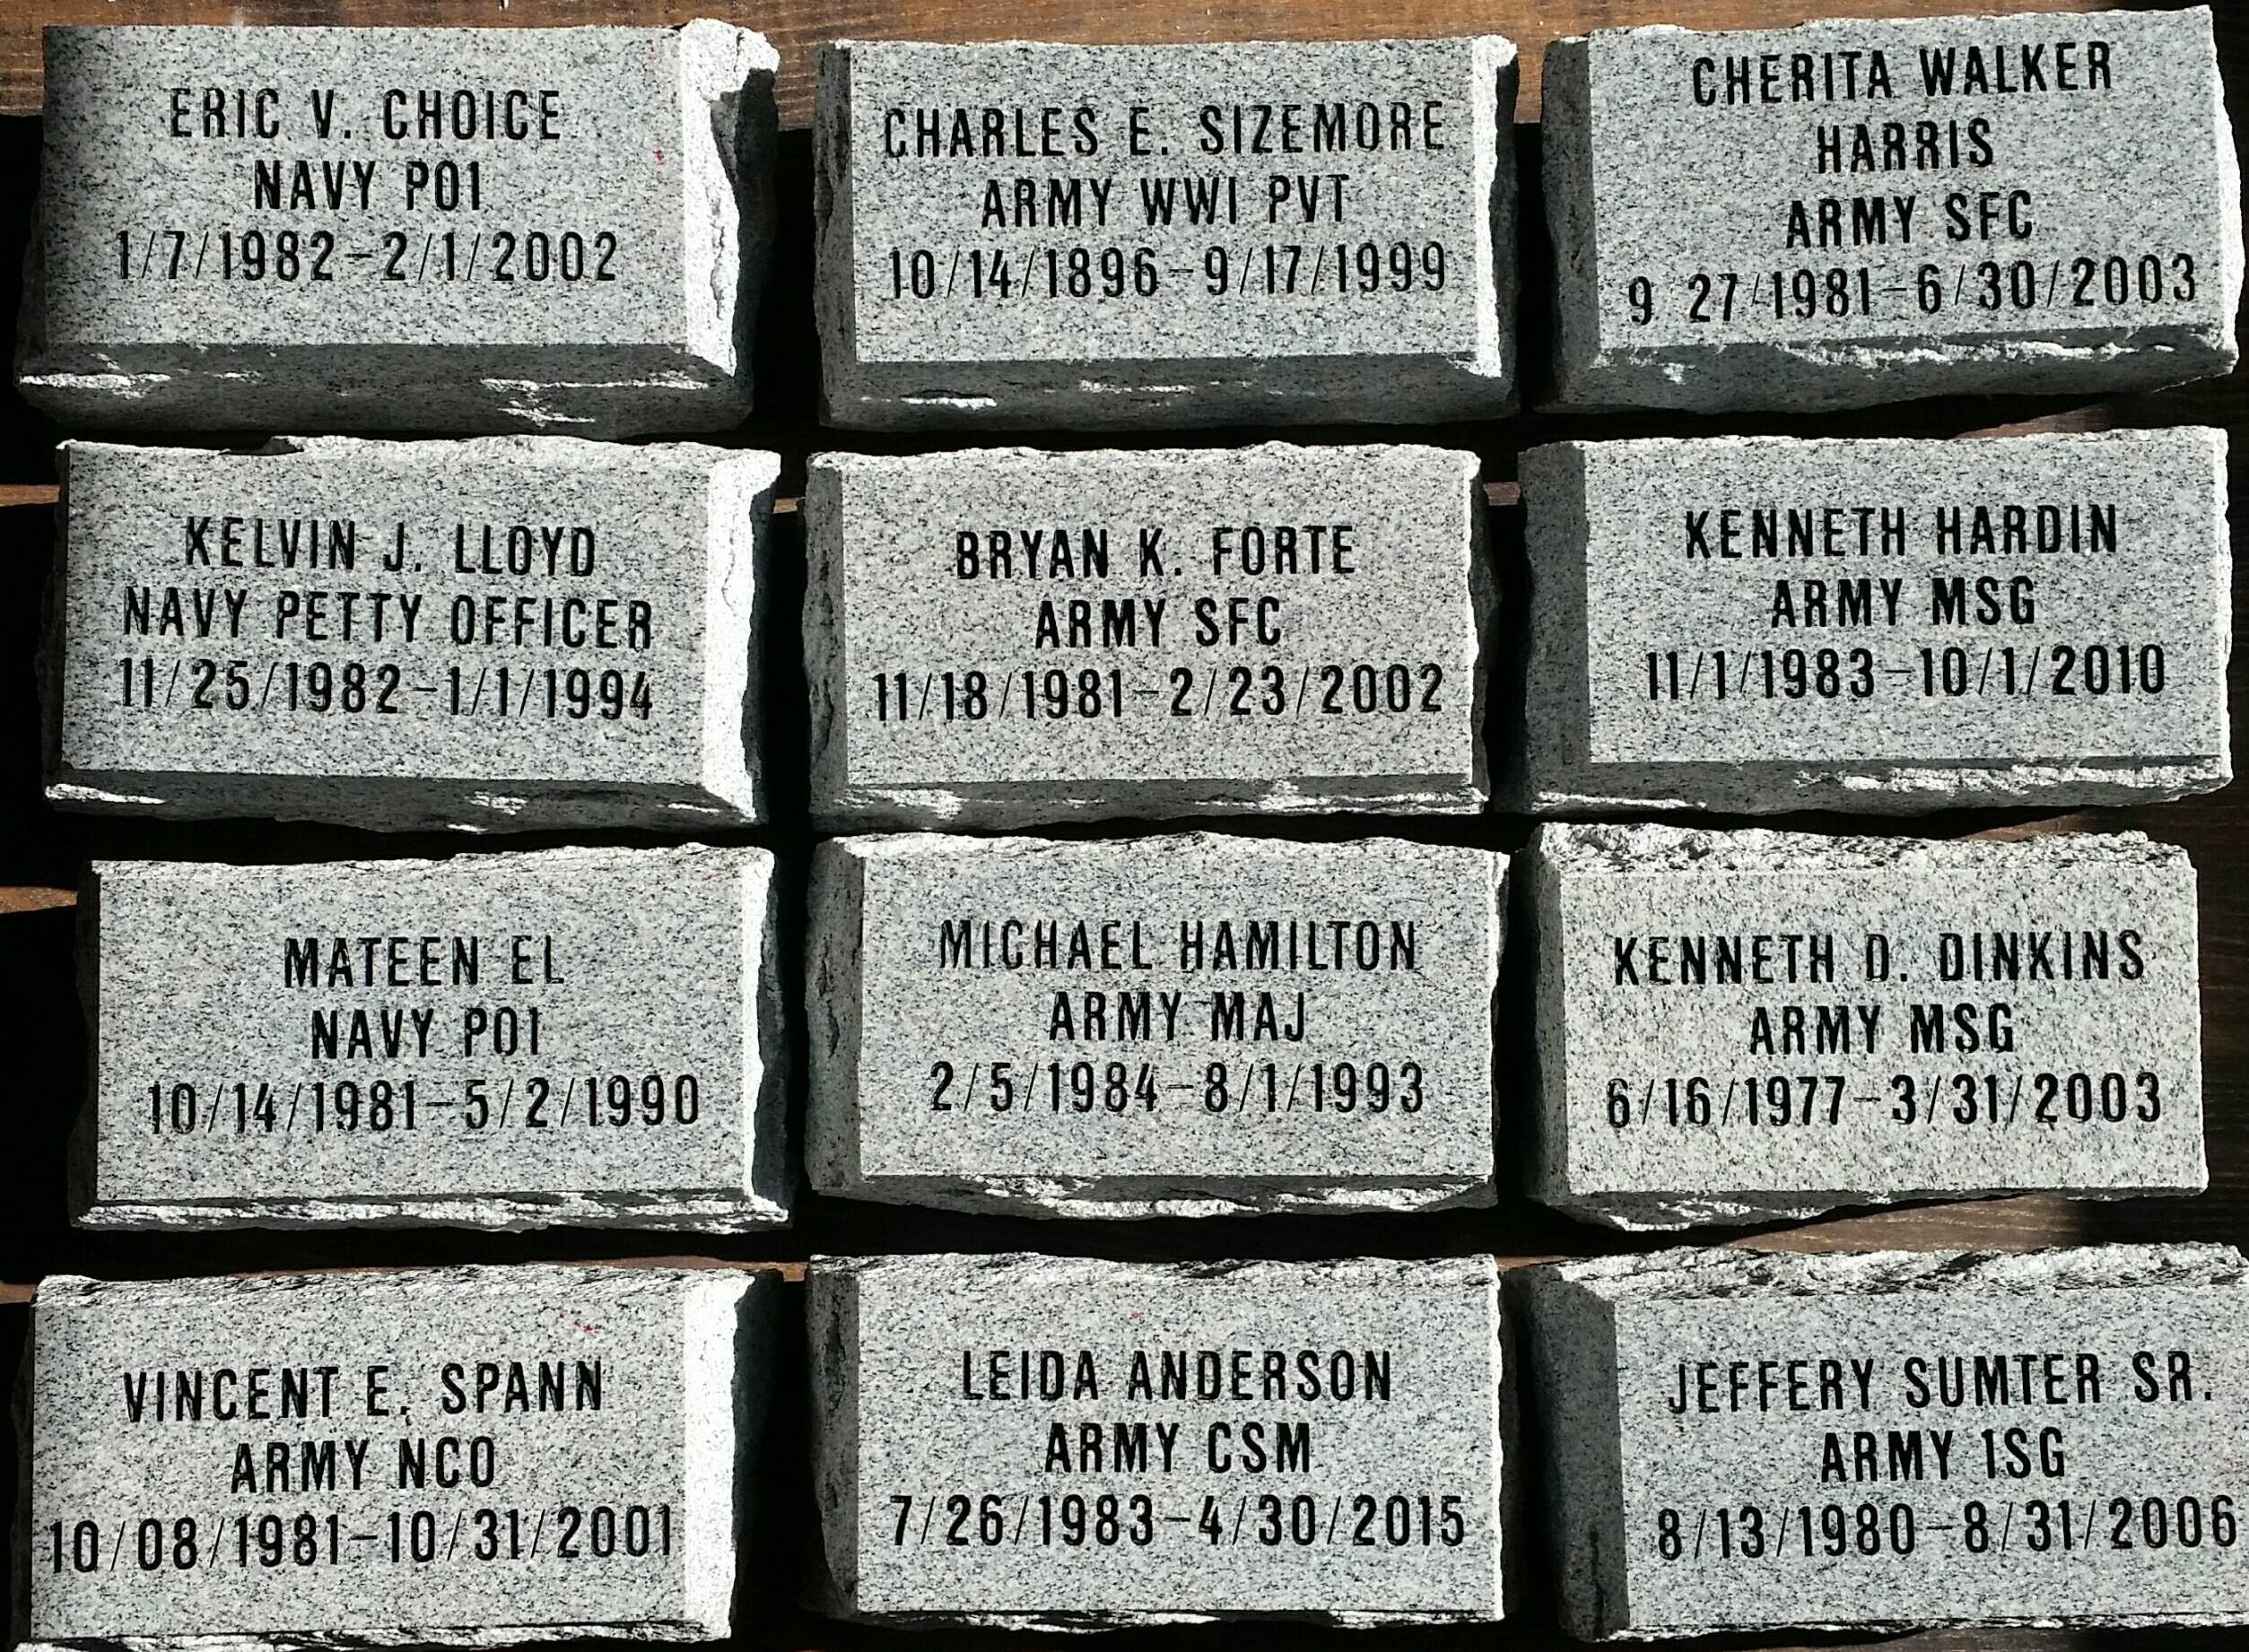 ERIC V. CHOICE
NAVY PO1
1/7/1982-2/1/2002
CHARLES E. SIZEMORE
ARMY WWI PVT
10/14/1896-9/17/1999
CHERITA WALKER
HARRIS
ARMY SFC
9 27/1981-6/30/2003
KELVIN J. LLOYD
NAVY PETTY OFFICER
11/25/1982-1/1/1994
BRYAN K. FORTE
ARMY SFC
11/18/1981-2/23/2002
KENNETH HARDIN
ARMY MSG
11/1/1983-10/1/2010
MATEEN EL
NAVY PO1
10/14/1981-5/2/1990
MICHAEL HAMILTON
ARMY MAJ
2/5/1984-8/1/1993
KENNETH D. DINKINS
ARMY MSG
6/16/1977-3/31/2003
VINCENT E. SPANN
ARMY NCO
10/08/1981-10/31/2001
LEIDA ANDERSON
ARMY CSM
7/26/1983-4/30/2015
JEFFERY SUMTER SR.
ARMY 1SG
8/13/1980-8/31/2006